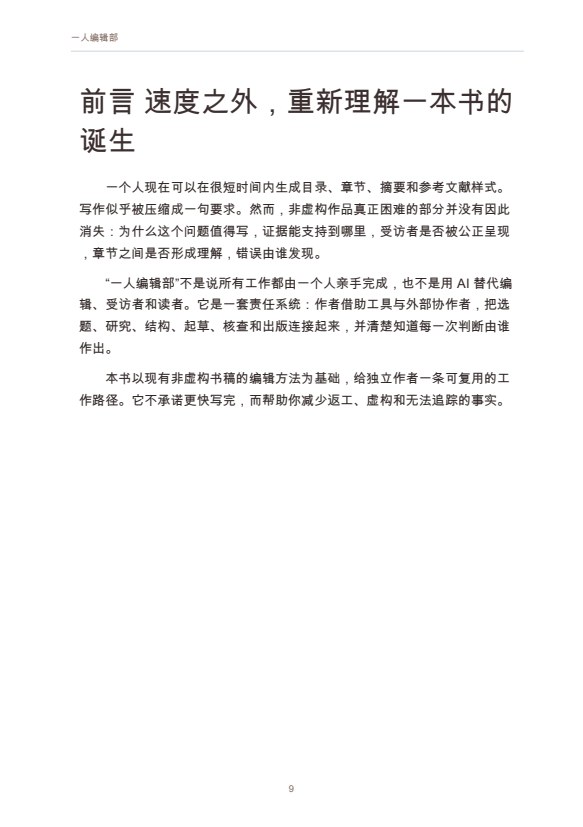 一人编辑部
前言 速度之外，重新理解一本书的
诞生
一个人现在可以在很短时间内生成目录、章节、摘要和参考文献样式。
写作似乎被压缩成一句要求。然而，非虚构作品真正困难的部分并没有因此
消失：为什么这个问题值得写，证据能支持到哪里，受访者是否被公正呈现
，章节之间是否形成理解，错误由谁发现。
“一人编辑部”不是说所有工作都由一个人亲手完成，也不是用 AI 替代编
辑、受访者和读者。它是一套责任系统：作者借助工具与外部协作者，把选
题、研究、结构、起草、核查和出版连接起来，并清楚知道每一次判断由谁
作出。
本书以现有非虚构书稿的编辑方法为基础，给独立作者一条可复用的工
作路径。它不承诺更快写完，而帮助你减少返工、虚构和无法追踪的事实。
9